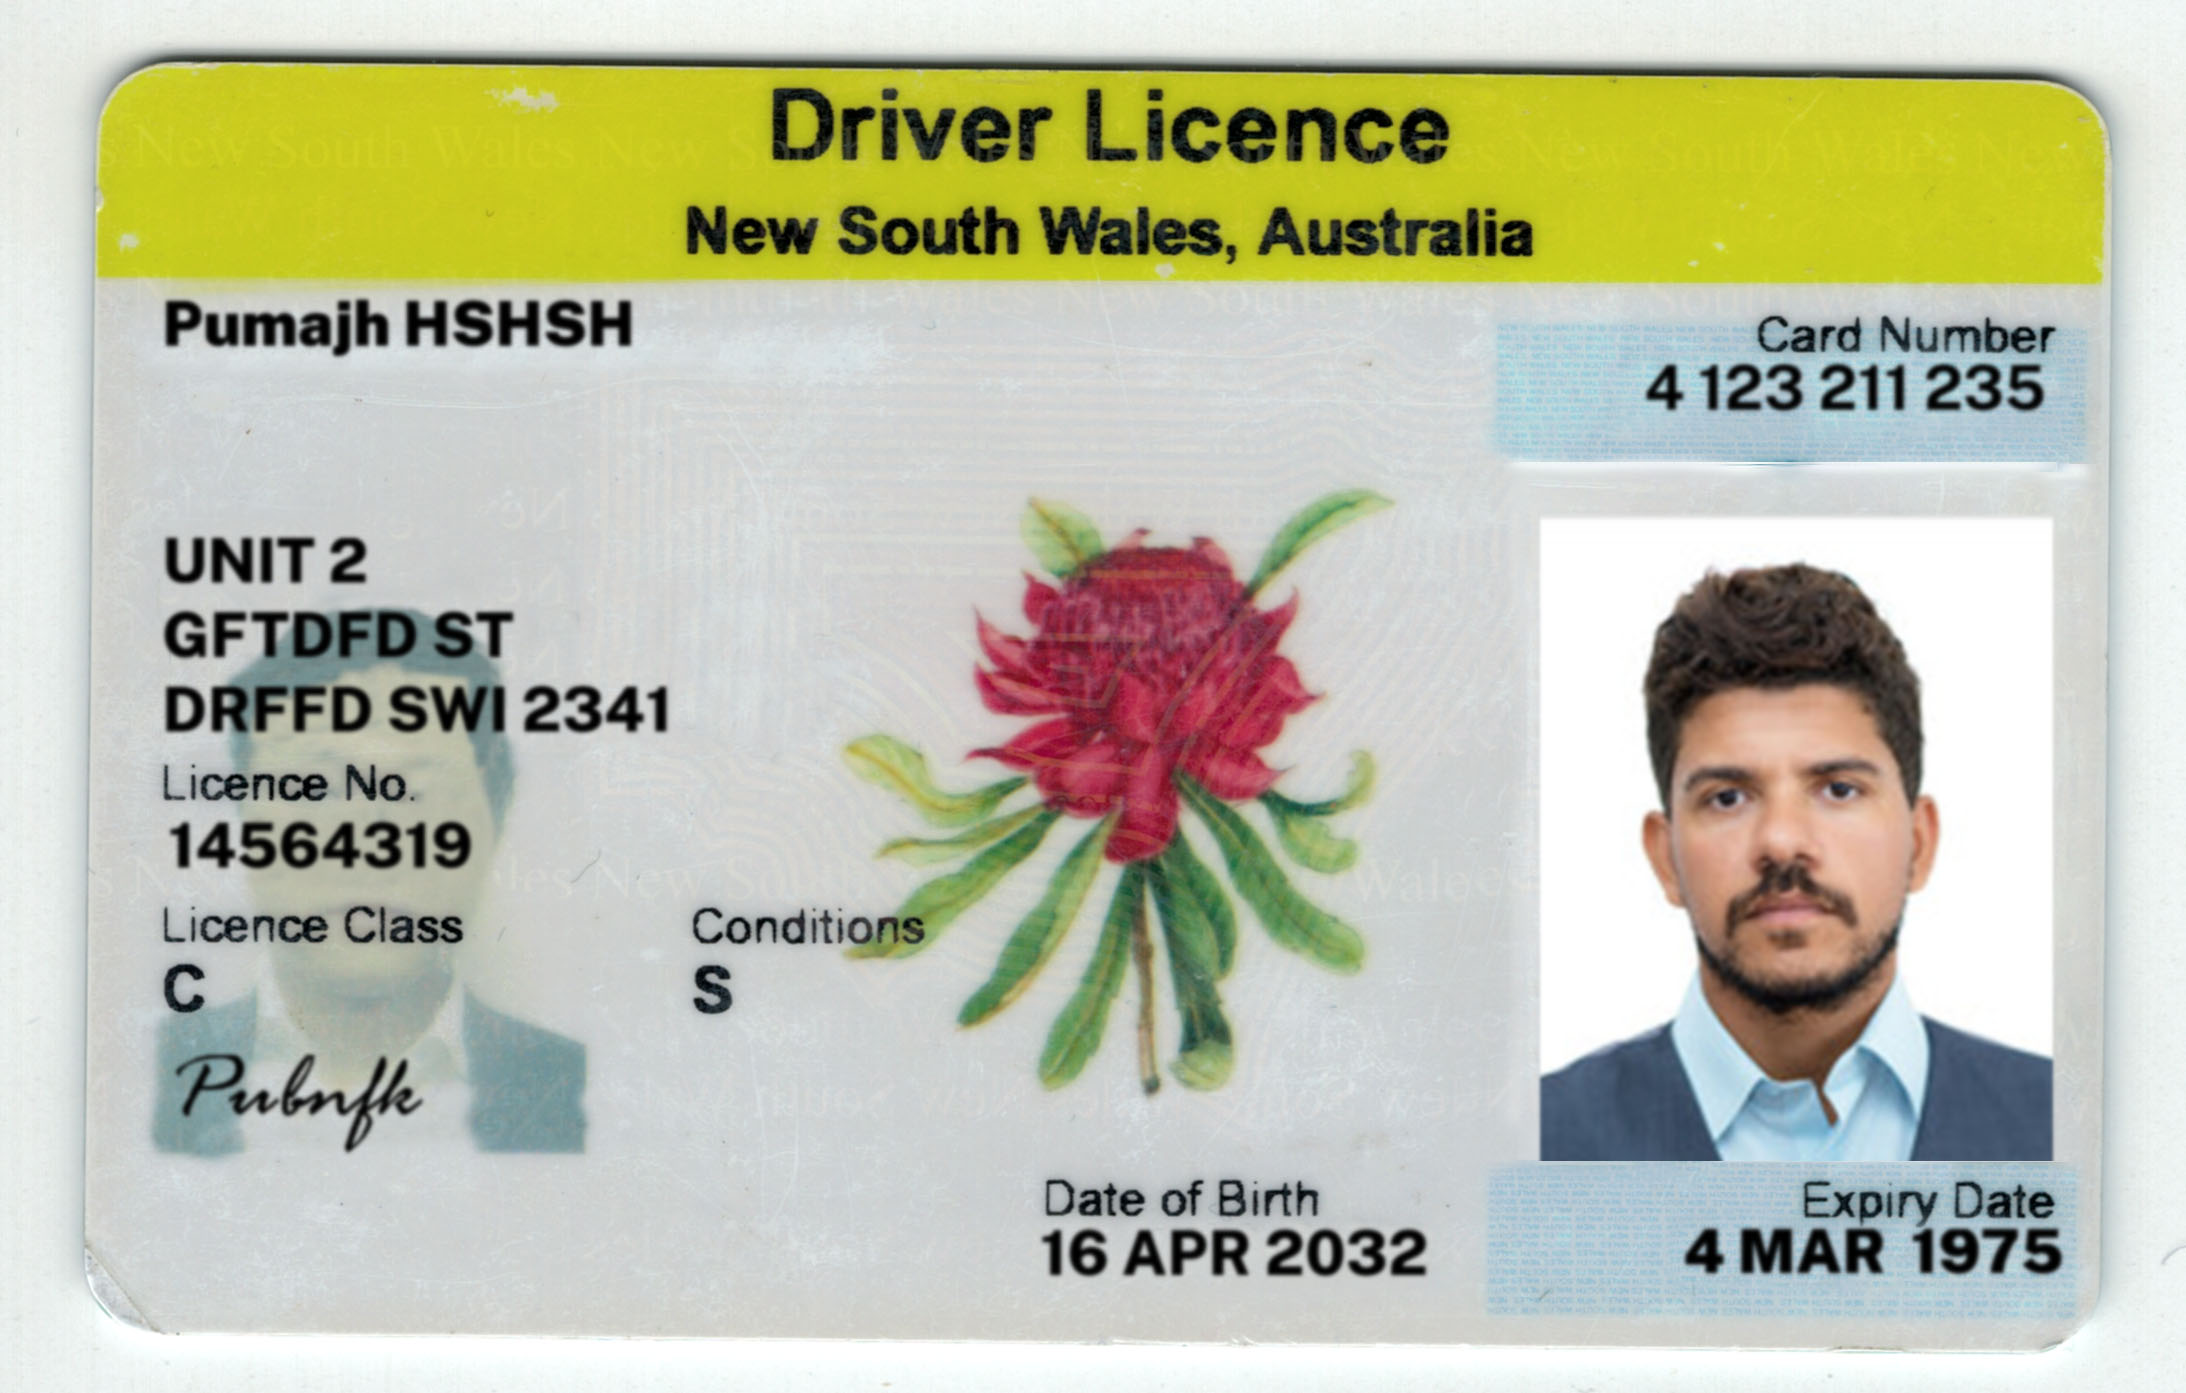 Driver Licence
New South Wales, Australia
Pumajh HSHSH
Card Number
4 123 211 235
UNIT 2
GFTDFD ST
DRFFD SWI 2341
Licence No.
14564319
Licence Class
Conditions
C
S
Pubnfk
Date of Birth
16 APR 2032
Expiry Date
4 MAR 1975